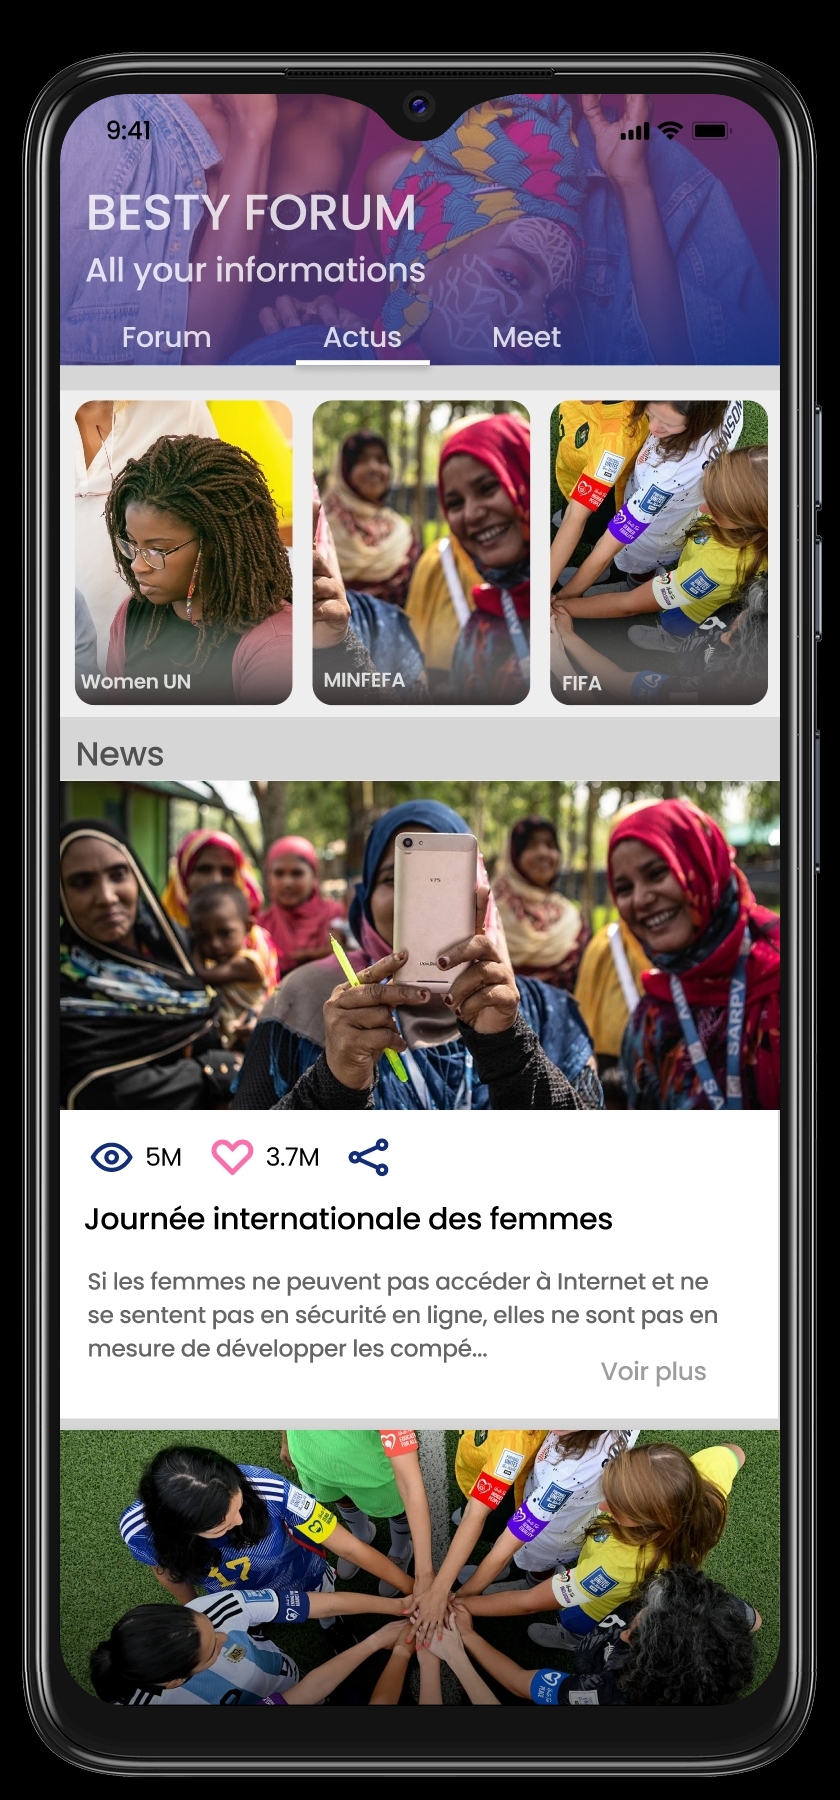 9:41
BESTY FORUM
All your informations
Forum Actus Meet
Women UN
MINFEFA
FIFA
News
SARPV
5M 3.7M
Journée internationale des femmes
Si les femmes ne peuvent pas accéder à Internet et ne
se sentent pas en sécurité en ligne, elles ne sont pas en
mesure de développer les compé...
Voir plus
17